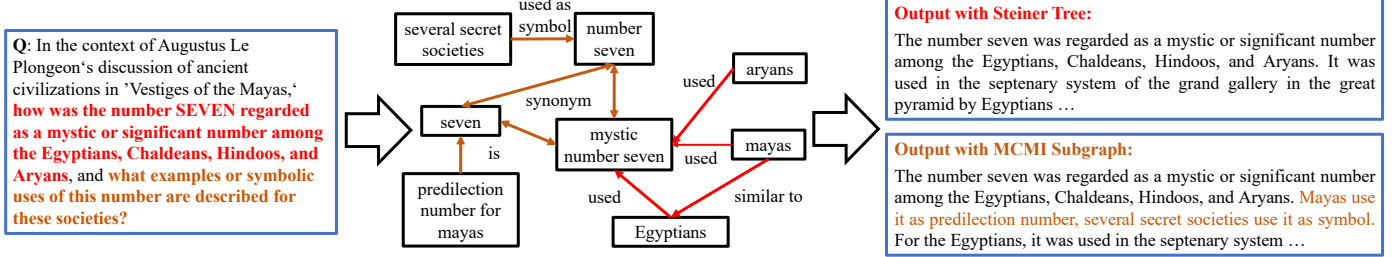 Q: In the context of Augustus Le
Plongeon‘s discussion of ancient
civilizations in ’Vestiges of the Mayas,‘
how was the number SEVEN regarded
as a mystic or significant number among
the Egyptians, Chaldeans, Hindoos, and
Aryans, and what examples or symbolic
uses of this number are described for
these societies?
several secret
societies
used as
symbol
number
seven
aryans
used
synonym
seven
mystic
number seven
mayas
used
is
predilection
number for
mayas
used
similar to
Egyptians
Output with Steiner Tree:
The number seven was regarded as a mystic or significant number
among the Egyptians, Chaldeans, Hindoos, and Aryans. It was
used in the septenary system of the grand gallery in the great
pyramid by Egyptians …
Output with MCMI Subgraph:
The number seven was regarded as a mystic or significant number
among the Egyptians, Chaldeans, Hindoos, and Aryans. Mayas use
it as predilection number, several secret societies use it as symbol.
For the Egyptians, it was used in the septenary system …